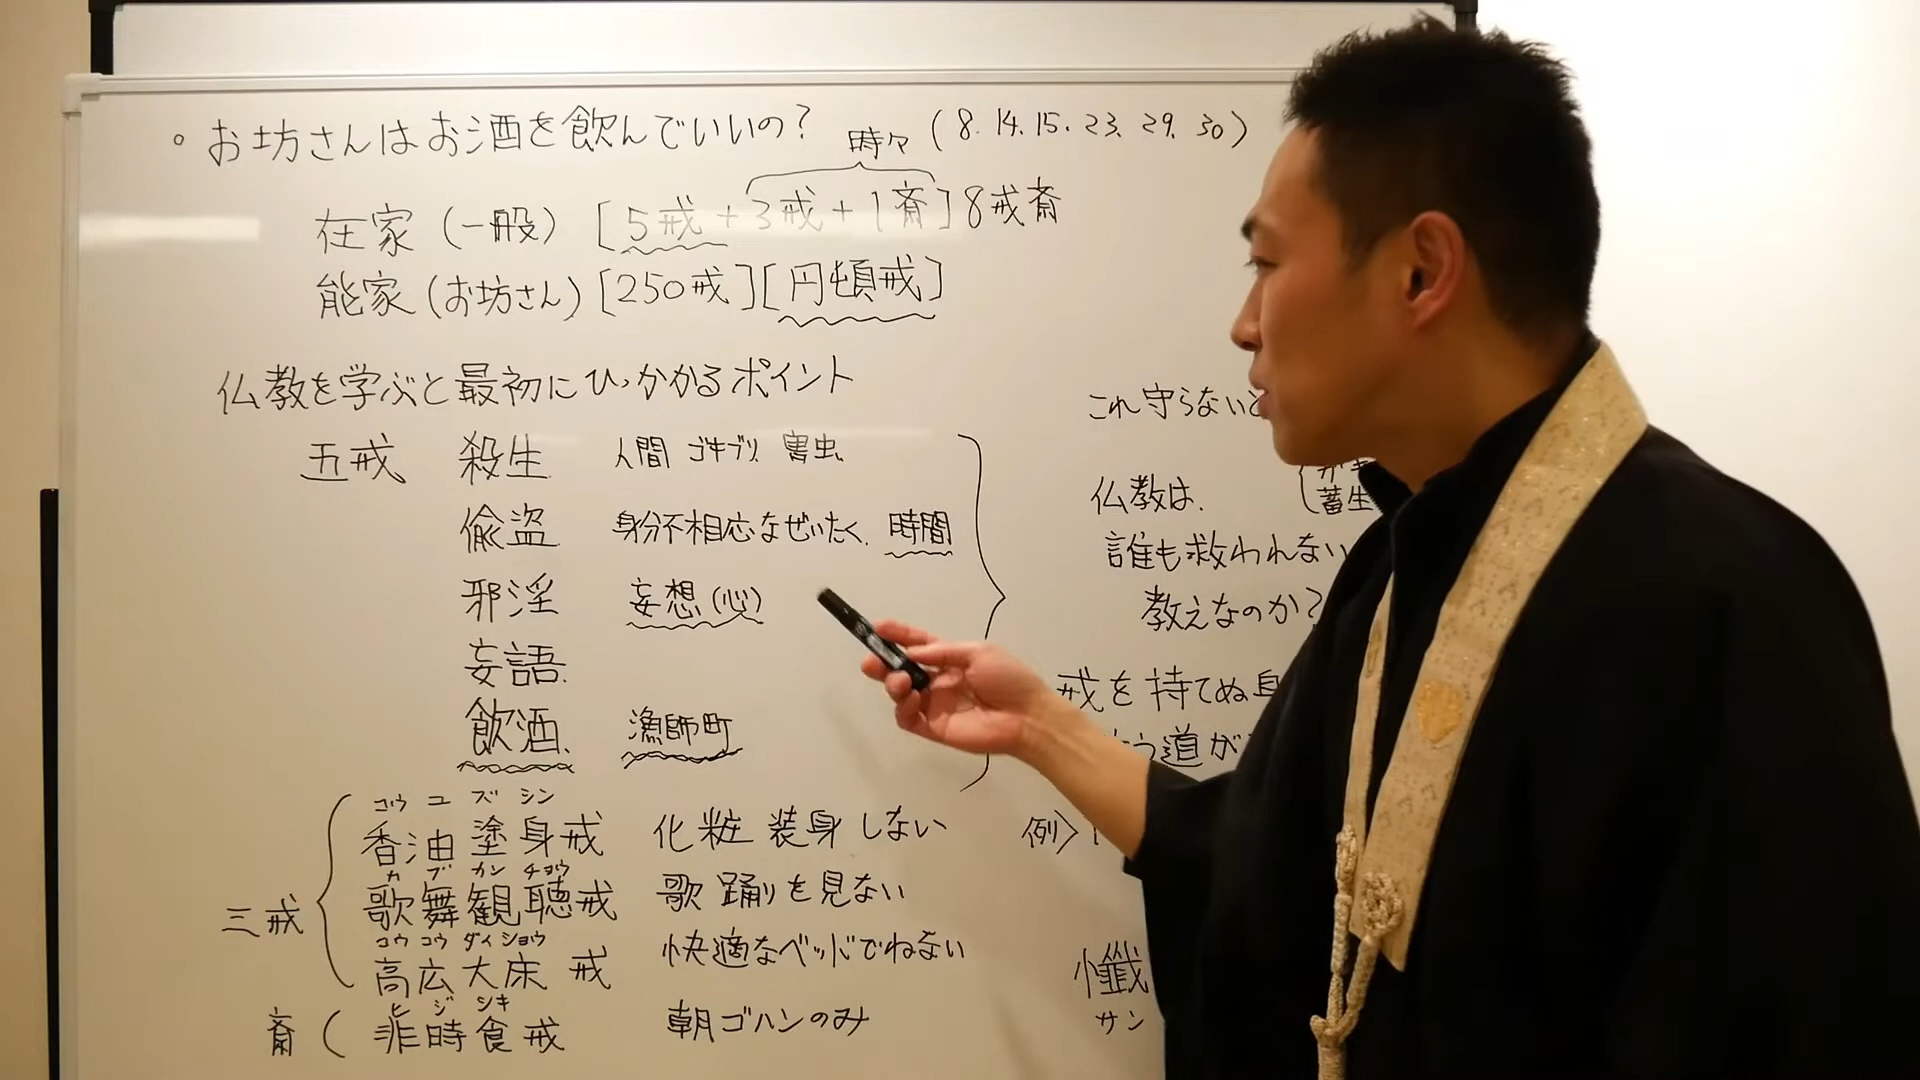 。お坊さんはお酒を飲んでいいの？
時々 (8. 14. 15. 23. 29. 30)
在家 (一般) [5戒+3戒+1斎] 8戒斎
能家 (お坊さん) [250戒] [円頓戒]
仏教を学ぶと最初にひっかかるポイント
五戒 殺生 人間 ゴキブリ 害虫
偸盗 身分不相応なぜいたく、時間
邪淫 妄想(心)
妄語
飲酒 漁師町
コウ ユ ズ シン
香油塗身戒 化粧装身しない
カ ブ カン チョウ
歌舞観聴戒 歌踊りを見ない
三戒
コウ コウ ダイ ショウ
高広大床戒 快適なベッドでねない
ヒ ジ シキ
斎 ( 非時食戒 朝ゴハンのみ
これ守らないと
蓄生
仏教は、
誰も救われない
教えなのか？
戒を持てぬ身
道が
例>
懺
サン